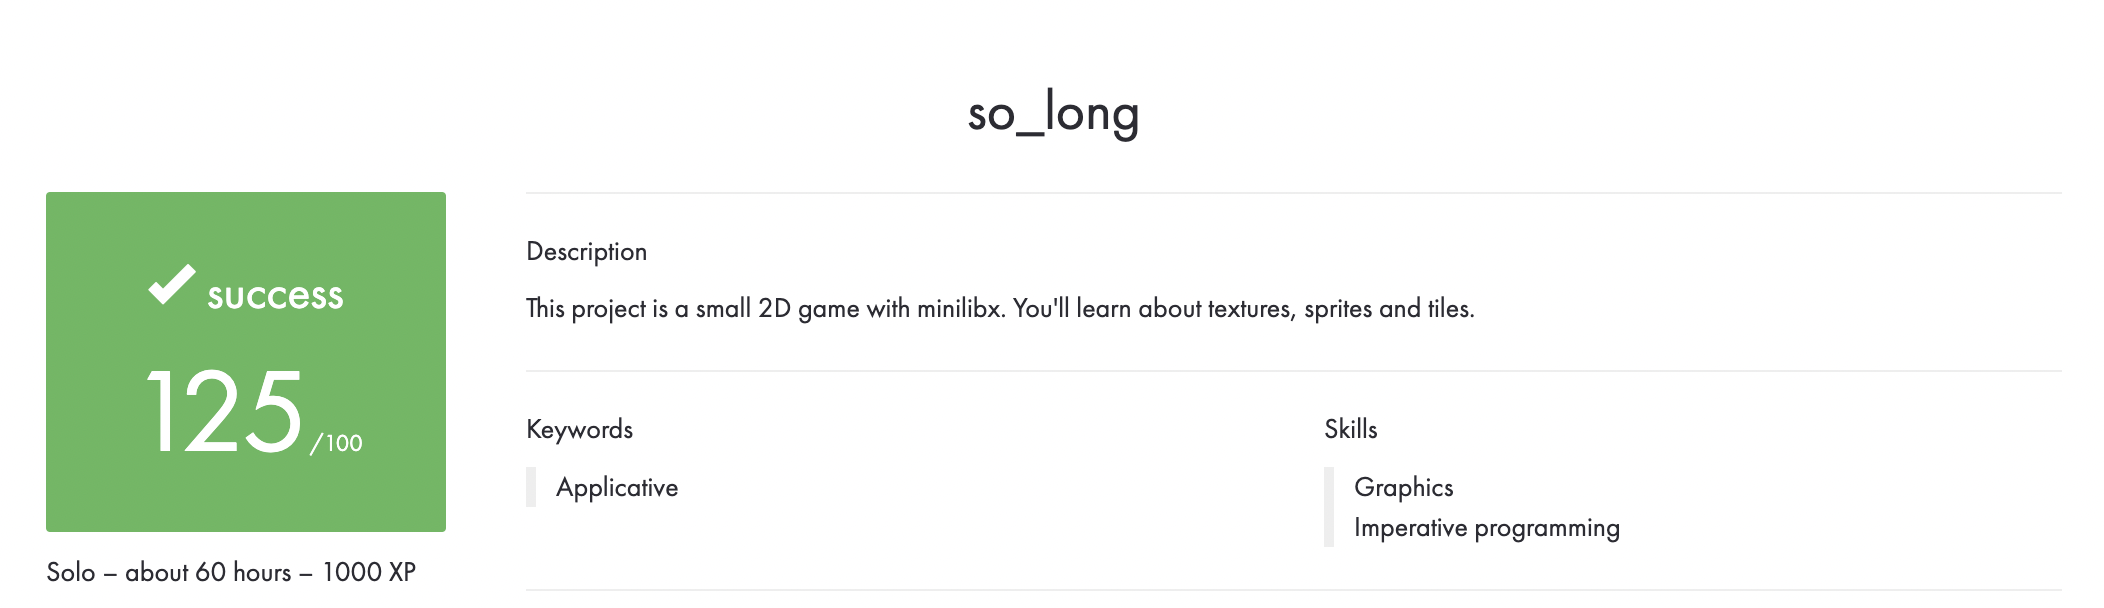 so_long
✔ success
125/100
Solo – about 60 hours – 1000 XP
Description
This project is a small 2D game with minilibx. You'll learn about textures, sprites and tiles.
Keywords
Applicative
Skills
Graphics
Imperative programming